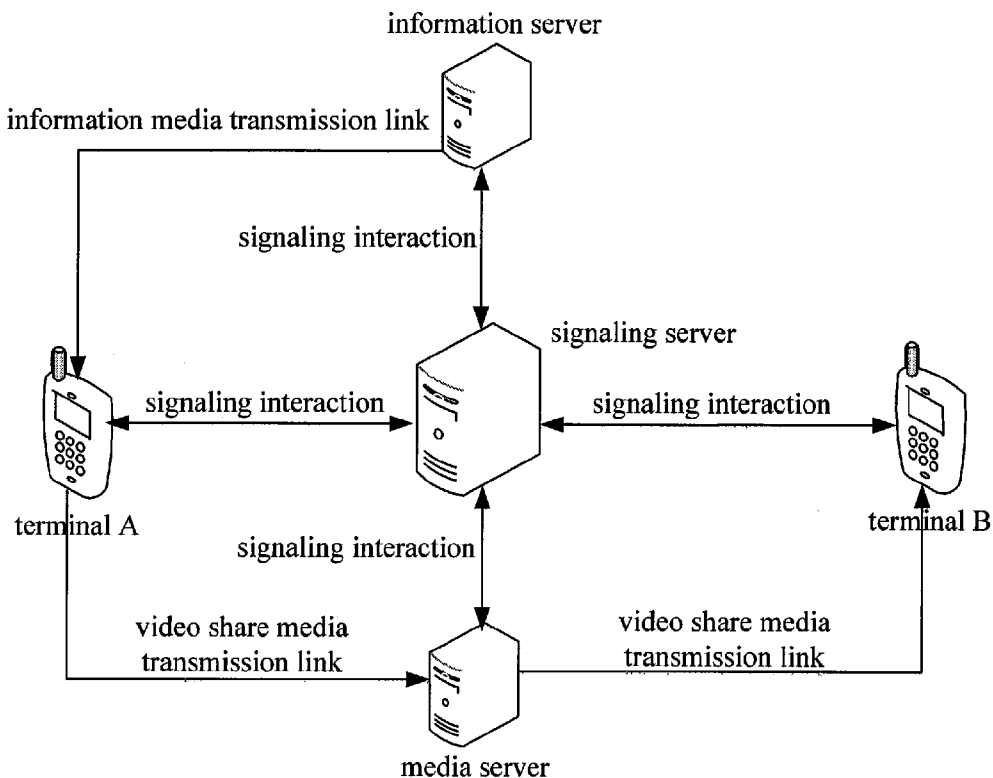 information server
information media transmission link
signaling interaction
signaling server
signaling interaction
signaling interaction
terminal A
terminal B
signaling interaction
video share media
transmission link
video share media
transmission link
media server